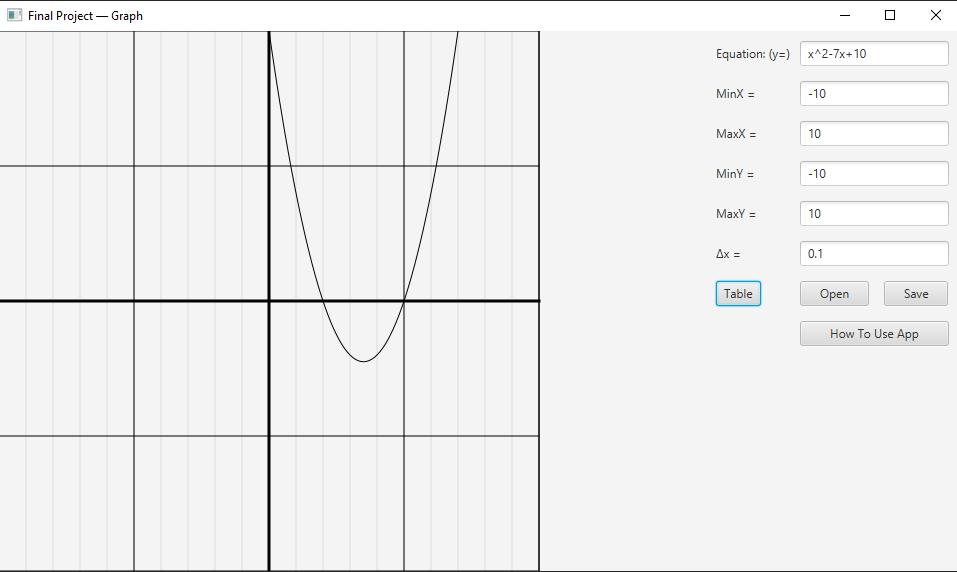 Final Project — Graph
Equation: (y=) x^2-7x+10
MinX = -10
MaxX = 10
MinY = -10
MaxY = 10
Δx = 0.1
Table Open Save
How To Use App